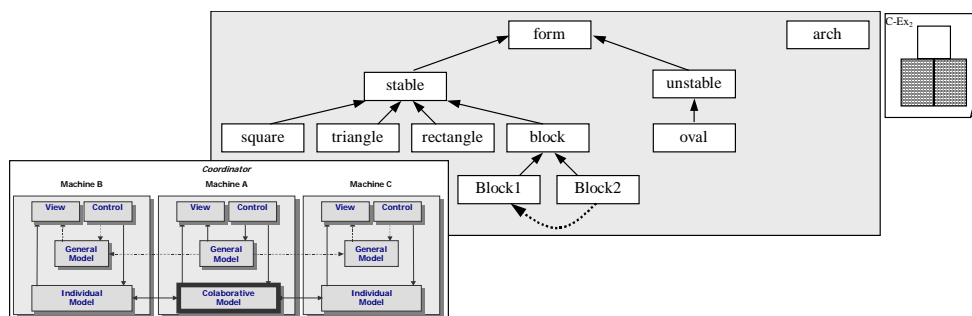 form
arch
C-Ex2
stable
unstable
square
triangle
rectangle
block
oval
Block1
Block2
Coordinator
Machine B
Machine A
Machine C
View
Control
View
Control
View
Control
General
Model
General
Model
General
Model
Individual
Model
Colaborative
Model
Individual
Model